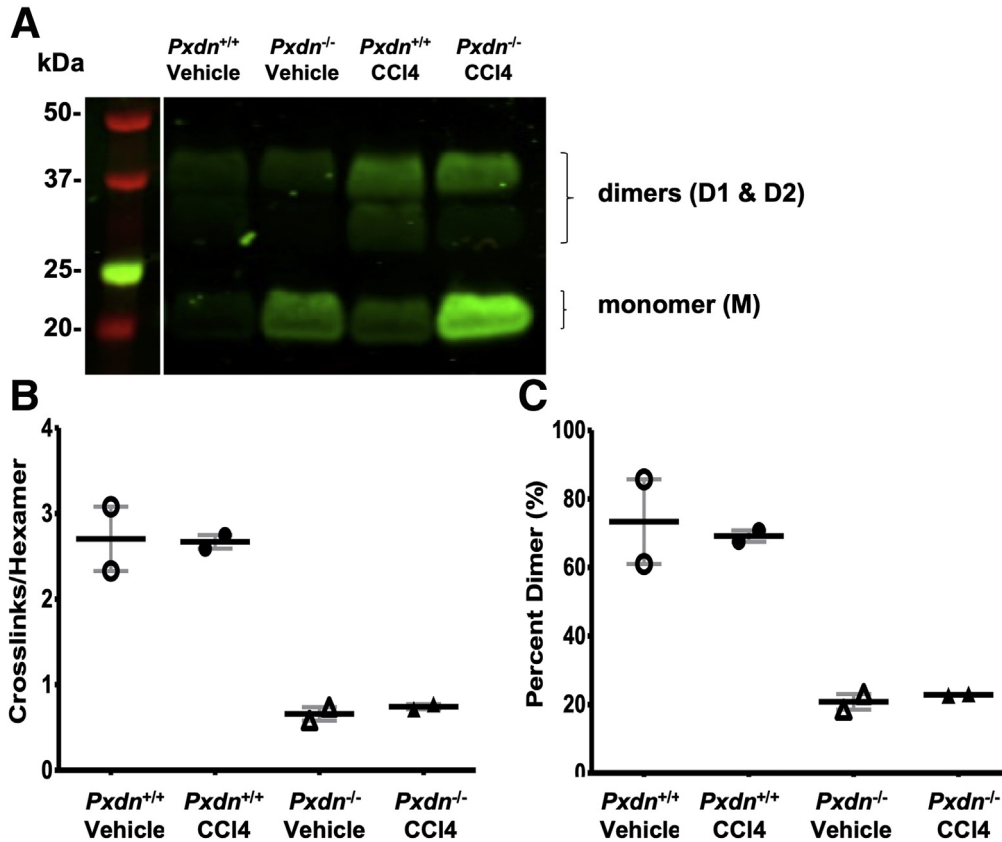 A
kDa
Pxdn+/+ Pxdn-/- Pxdn+/+ Pxdn-/-
Vehicle Vehicle CCl4 CCl4
50-
37-
25-
20-
dimers (D1 & D2)
monomer (M)
B
Crosslinks/Hexamer
4
3
2
1
0
Pxdn+/+ Pxdn+/+ Pxdn-/- Pxdn-/-
Vehicle CCl4 Vehicle CCl4
C
Percent Dimer (%)
100
80
60
40
20
0
Pxdn+/+ Pxdn+/+ Pxdn-/- Pxdn-/-
Vehicle CCl4 Vehicle CCl4